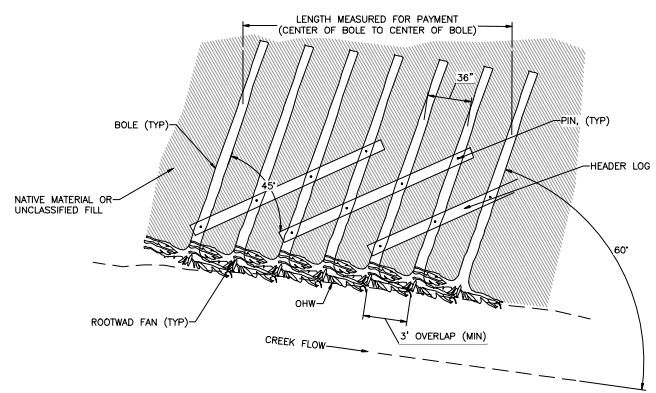 LENGTH MEASURED FOR PAYMENT
(CENTER OF BOLE TO CENTER OF BOLE)
36"
BOLE (TYP)
PIN, (TYP)
HEADER LOG
45°
NATIVE MATERIAL OR
UNCLASSIFIED FILL
60°
OHW
ROOTWAD FAN (TYP)
3' OVERLAP (MIN)
CREEK FLOW